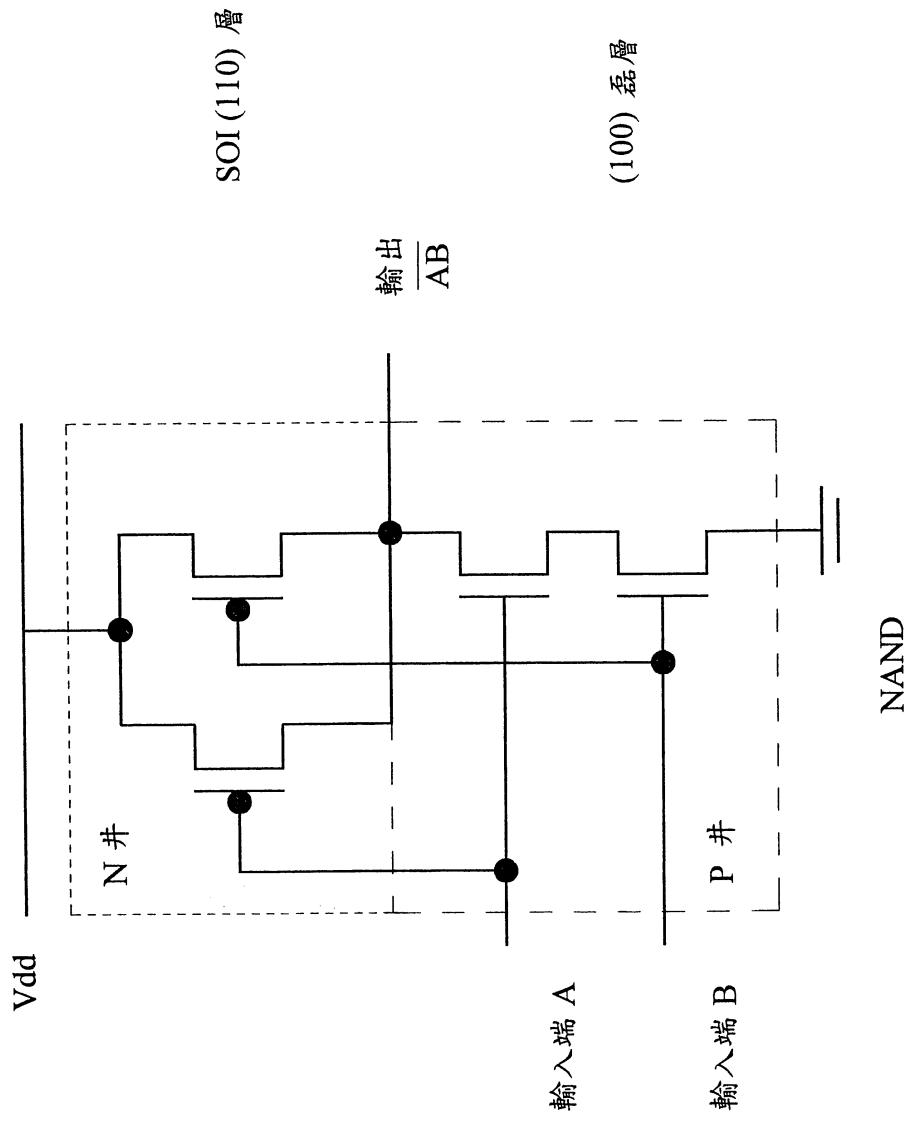 SOI (110) 層
(100) 磊層
輸出
AB
Vdd
N 井
P 井
輸入端 A
輸入端 B
NAND